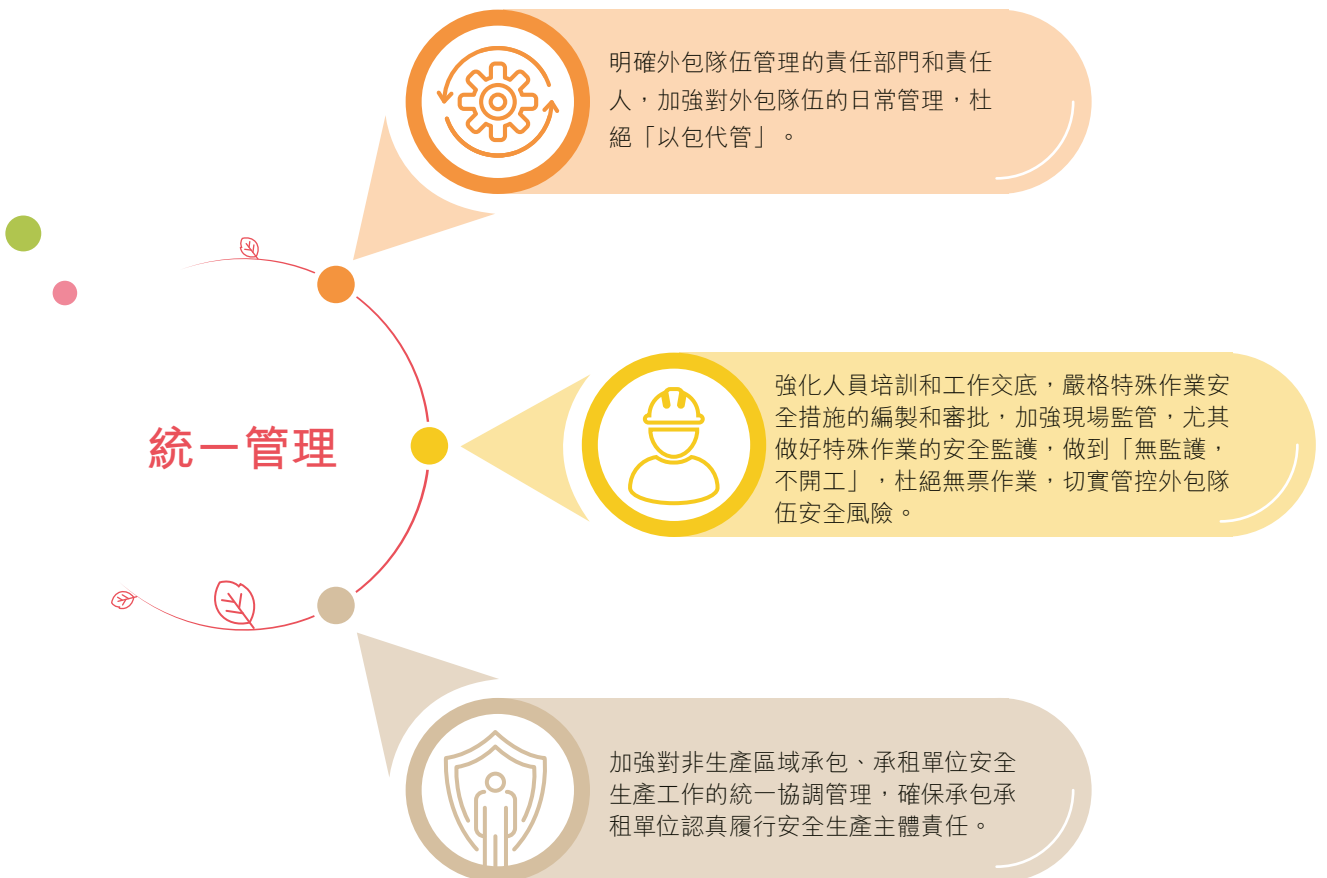 明確外包隊伍管理的責任部門和責任
人，加強對外包隊伍的日常管理，杜
絕「以包代管」。
統一管理
強化人員培訓和工作交底，嚴格特殊作業安
全措施的編製和審批，加強現場監管，尤其
做好特殊作業的安全監護，做到「無監護，
不開工」，杜絕無票作業，切實管控外包隊
伍安全風險。
加強對非生產區域承包、承租單位安全
生產工作的統一協調管理，確保承包承
租單位認真履行安全生產主體責任。